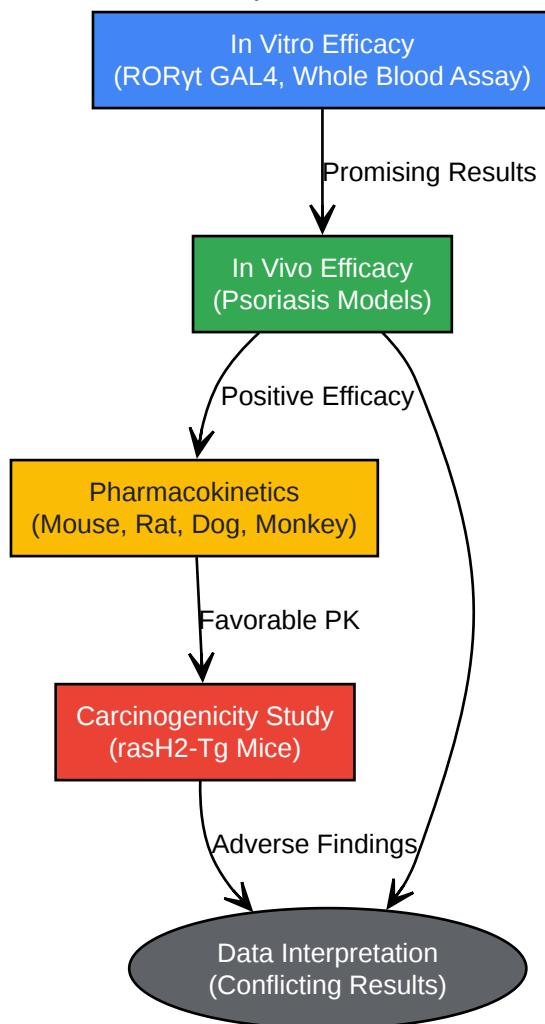 In Vitro Efficacy
(RORγt GAL4, Whole Blood Assay)
Promising Results
In Vivo Efficacy
(Psoriasis Models)
Positive Efficacy
Pharmacokinetics
(Mouse, Rat, Dog, Monkey)
Favorable PK
Carcinogenicity Study
(rasH2-Tg Mice)
Adverse Findings
Data Interpretation
(Conflicting Results)